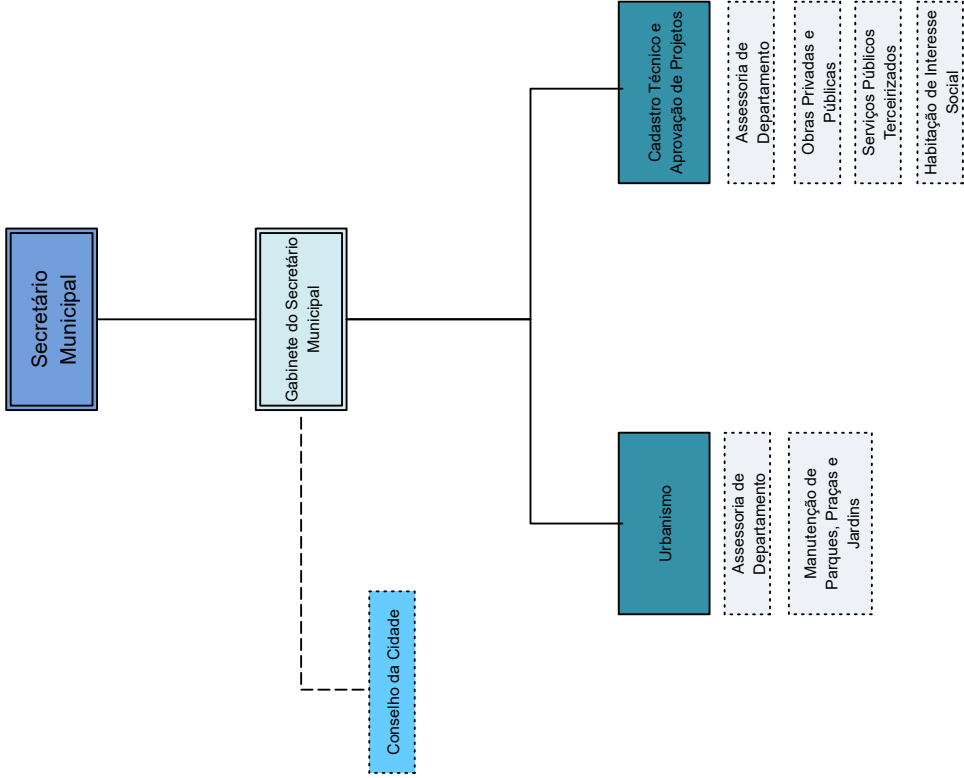 Secretário
Municipal
Gabinete do Secretário
Municipal
Conselho da Cidade
Urbanismo
Assessoria de
Departamento
Manutenção de
Parques, Praças e
Jardins
Cadastro Técnico e
Aprovação de Projetos
Assessoria de
Departamento
Obras Privadas e
Públicas
Serviços Públicos
Terceirizados
Habitação de Interesse
Social